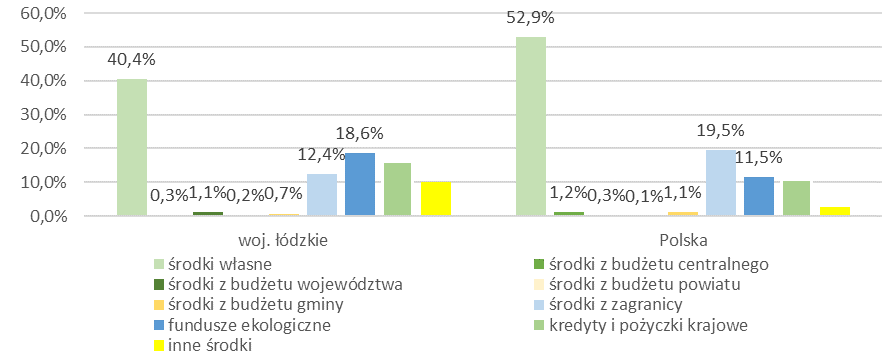 60,0%
52,9%
50,0%
40,4%
40,0%
30,0%
18,6%
19,5%
20,0%
12,4%
11,5%
10,0%
0,3% 1,1% 0,2% 0,7%
1,2% 0,3% 0,1% 1,1%
0,0%
woj. łódzkie Polska
środki własne środki z budżetu centralnego
środki z budżetu województwa środki z budżetu powiatu
środki z budżetu gminy środki z zagranicy
fundusze ekologiczne kredyty i pożyczki krajowe
inne środki